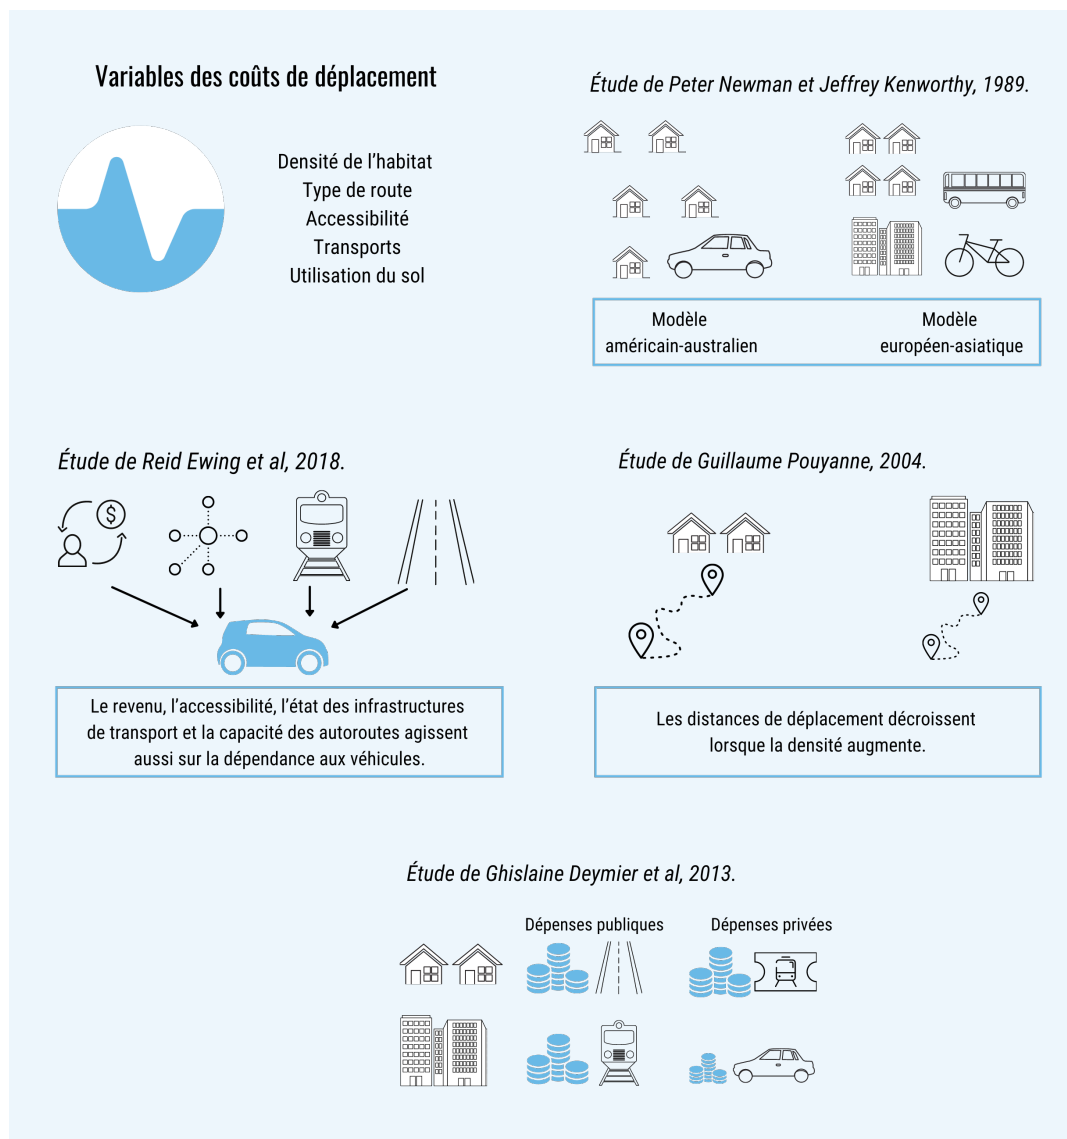 Variables des coûts de déplacement
Densité de l'habitat
Type de route
Accessibilité
Transports
Utilisation du sol
Étude de Peter Newman et Jeffrey Kenworthy, 1989.
Modèle
américain-australien
Modèle
européen-asiatique
Étude de Reid Ewing et al, 2018.
$
Le revenu, l'accessibilité, l'état des infrastructures
de transport et la capacité des autoroutes agissent
aussi sur la dépendance aux véhicules.
Étude de Guillaume Pouyanne, 2004.
Les distances de déplacement décroissent
lorsque la densité augmente.
Étude de Ghislaine Deymier et al, 2013.
Dépenses publiques
Dépenses privées